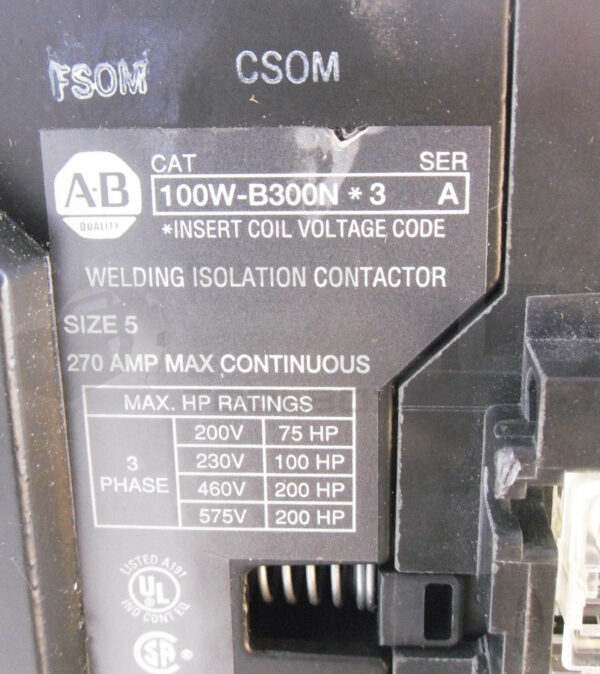 FSOM CSOM
CAT SER
A·B QUALITY
100W-B300N * 3 A
*INSERT COIL VOLTAGE CODE
WELDING ISOLATION CONTACTOR
SIZE 5
270 AMP MAX CONTINUOUS
MAX. HP RATINGS
3 PHASE
200V 75 HP
230V 100 HP
460V 200 HP
575V 200 HP
LISTED A191
UL
IND CONT EQ
SA